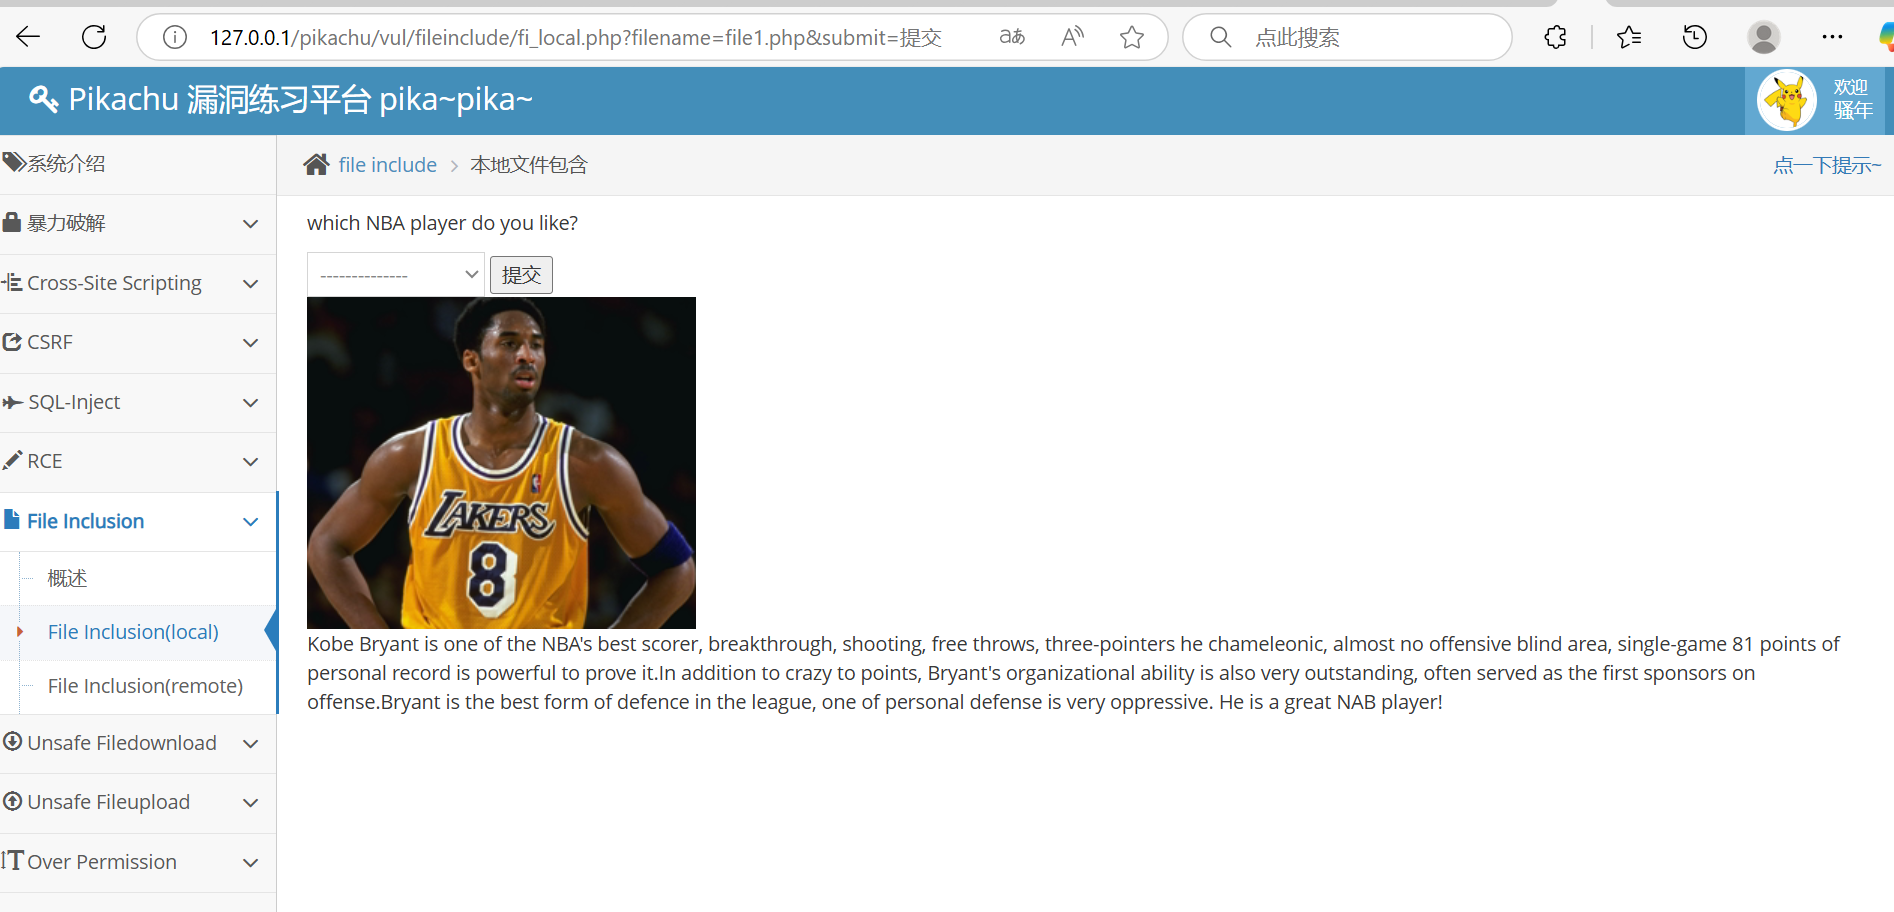 127.0.0.1/pikachu/vul/fileinclude/fi_local.php?filename=file1.php&submit=提交
点此搜索
Pikachu 漏洞练习平台 pika~pika~
欢迎
骚年
系统介绍
暴力破解
Cross-Site Scripting
CSRF
SQL-Inject
RCE
File Inclusion
概述
File Inclusion(local)
File Inclusion(remote)
Unsafe Filedownload
Unsafe Fileupload
Over Permission
file include > 本地文件包含
点一下提示~
which NBA player do you like?
--------------
提交
LAKERS
8
Kobe Bryant is one of the NBA's best scorer, breakthrough, shooting, free throws, three-pointers he chameleonic, almost no offensive blind area, single-game 81 points of
personal record is powerful to prove it.In addition to crazy to points, Bryant's organizational ability is also very outstanding, often served as the first sponsors on
offense.Bryant is the best form of defence in the league, one of personal defense is very oppressive. He is a great NAB player!